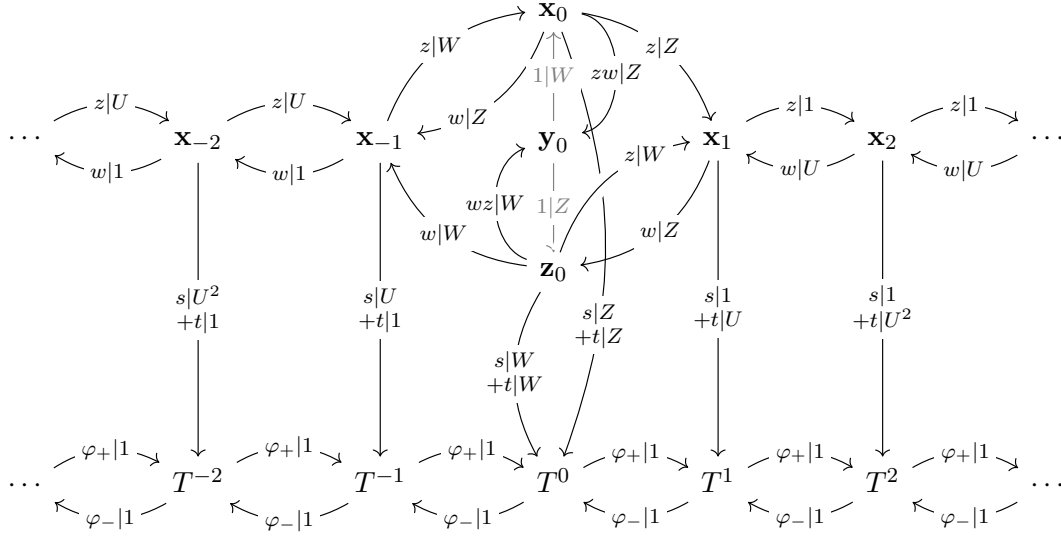 𝐱₀
z|W z|Z
1|W zw|Z
z|U z|U w|Z z|1 z|1
⋯ 𝐱₋₂ 𝐱₋₁ 𝐲₀ 𝐱₁ 𝐱₂ ⋯
w|1 w|1 z|W w|U w|U
wz|W 1|Z
w|W w|Z
𝐳₀
s|U² s|U s|Z s|1 s|1
+t|1 +t|1 +t|Z +t|U +t|U²
s|W
+t|W
φ₊|1 φ₊|1 φ₊|1 φ₊|1 φ₊|1 φ₊|1
⋯ T⁻² T⁻¹ T⁰ T¹ T² ⋯
φ₋|1 φ₋|1 φ₋|1 φ₋|1 φ₋|1 φ₋|1